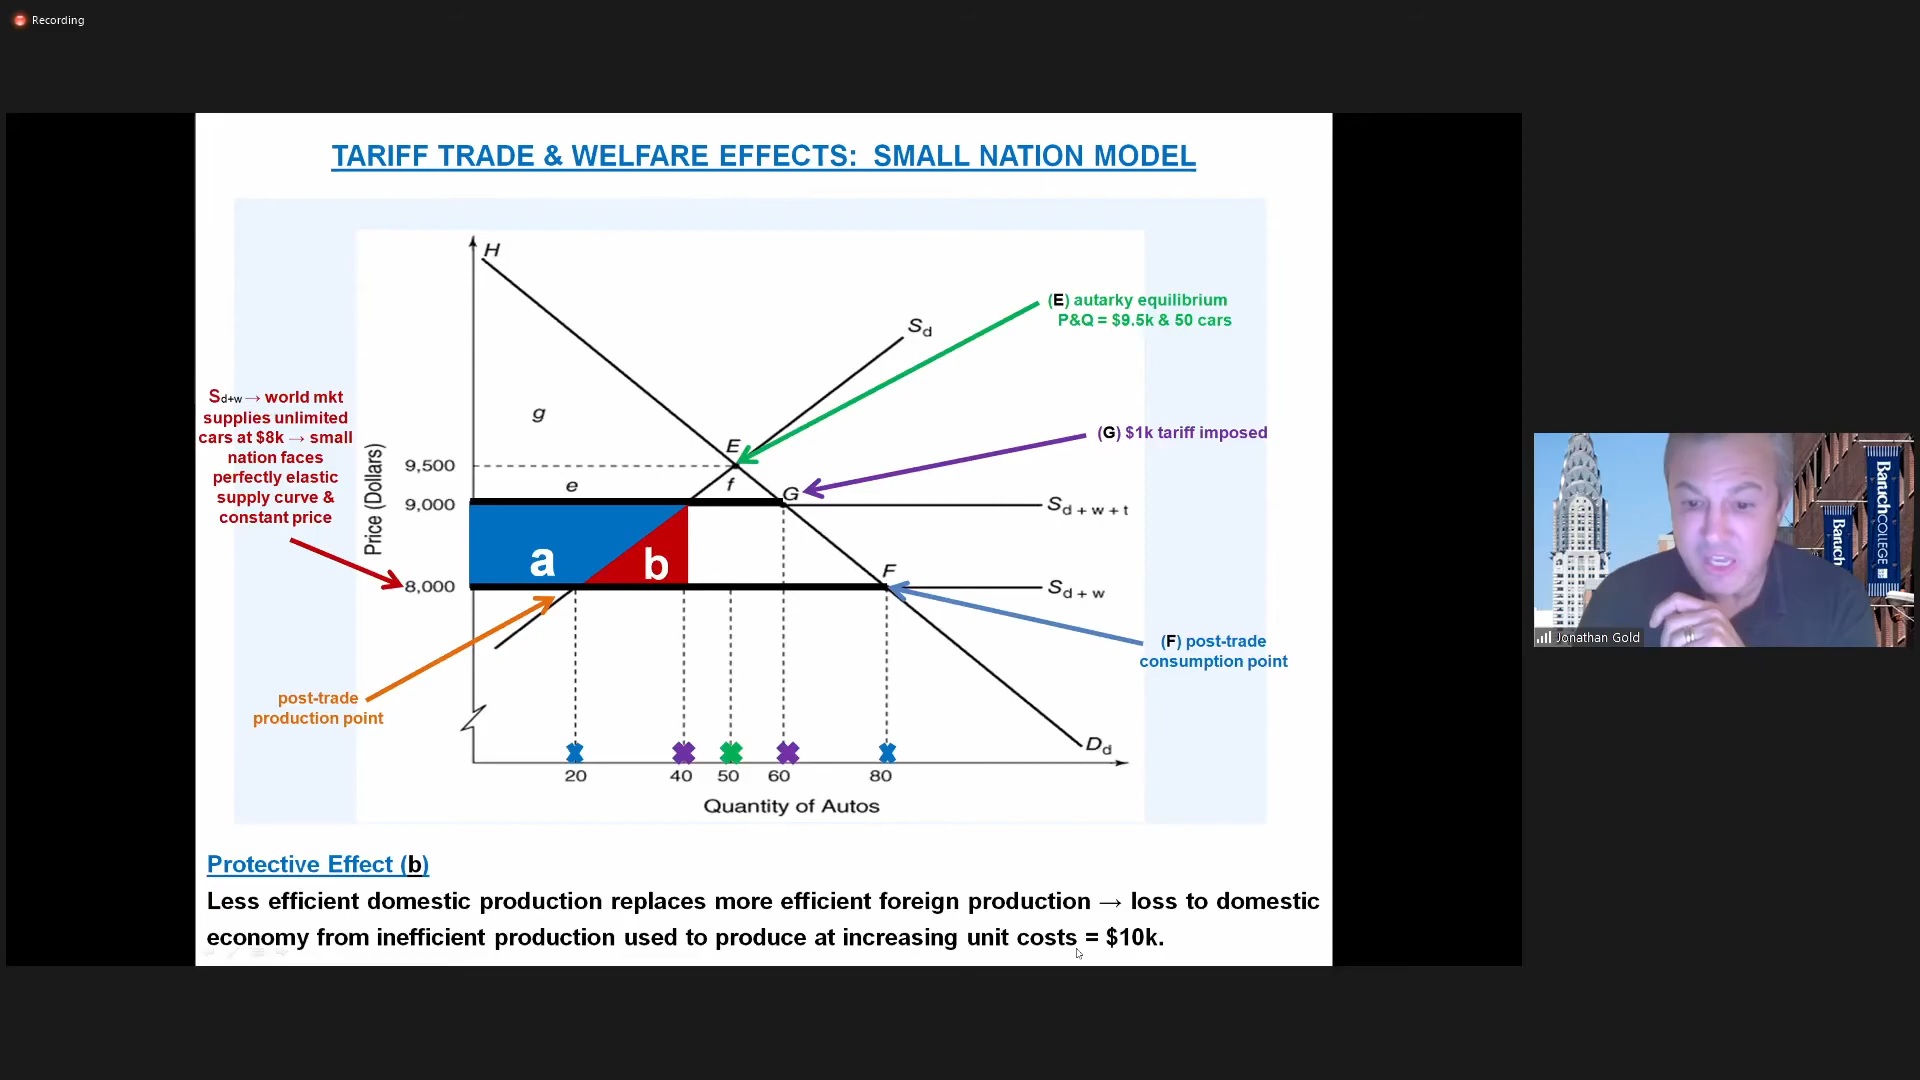 Recording
TARIFF TRADE & WELFARE EFFECTS: SMALL NATION MODEL
H
Sd
(E) autarky equilibrium
P&Q = $9.5k & 50 cars
Sd+w → world mkt
supplies unlimited
cars at $8k → small
nation faces
perfectly elastic
supply curve &
constant price
g
(G) $1k tariff imposed
Price (Dollars)
E
9,500
e
f
G
9,000
Sd + w + t
a
b
F
8,000
Sd + w
(F) post-trade
consumption point
post-trade
production point
Dd
20
40
50
60
80
Quantity of Autos
Protective Effect (b)
Less efficient domestic production replaces more efficient foreign production → loss to domestic
economy from inefficient production used to produce at increasing unit costs = $10k.
Baruch COLLEGE
Baruch
Jonathan Gold